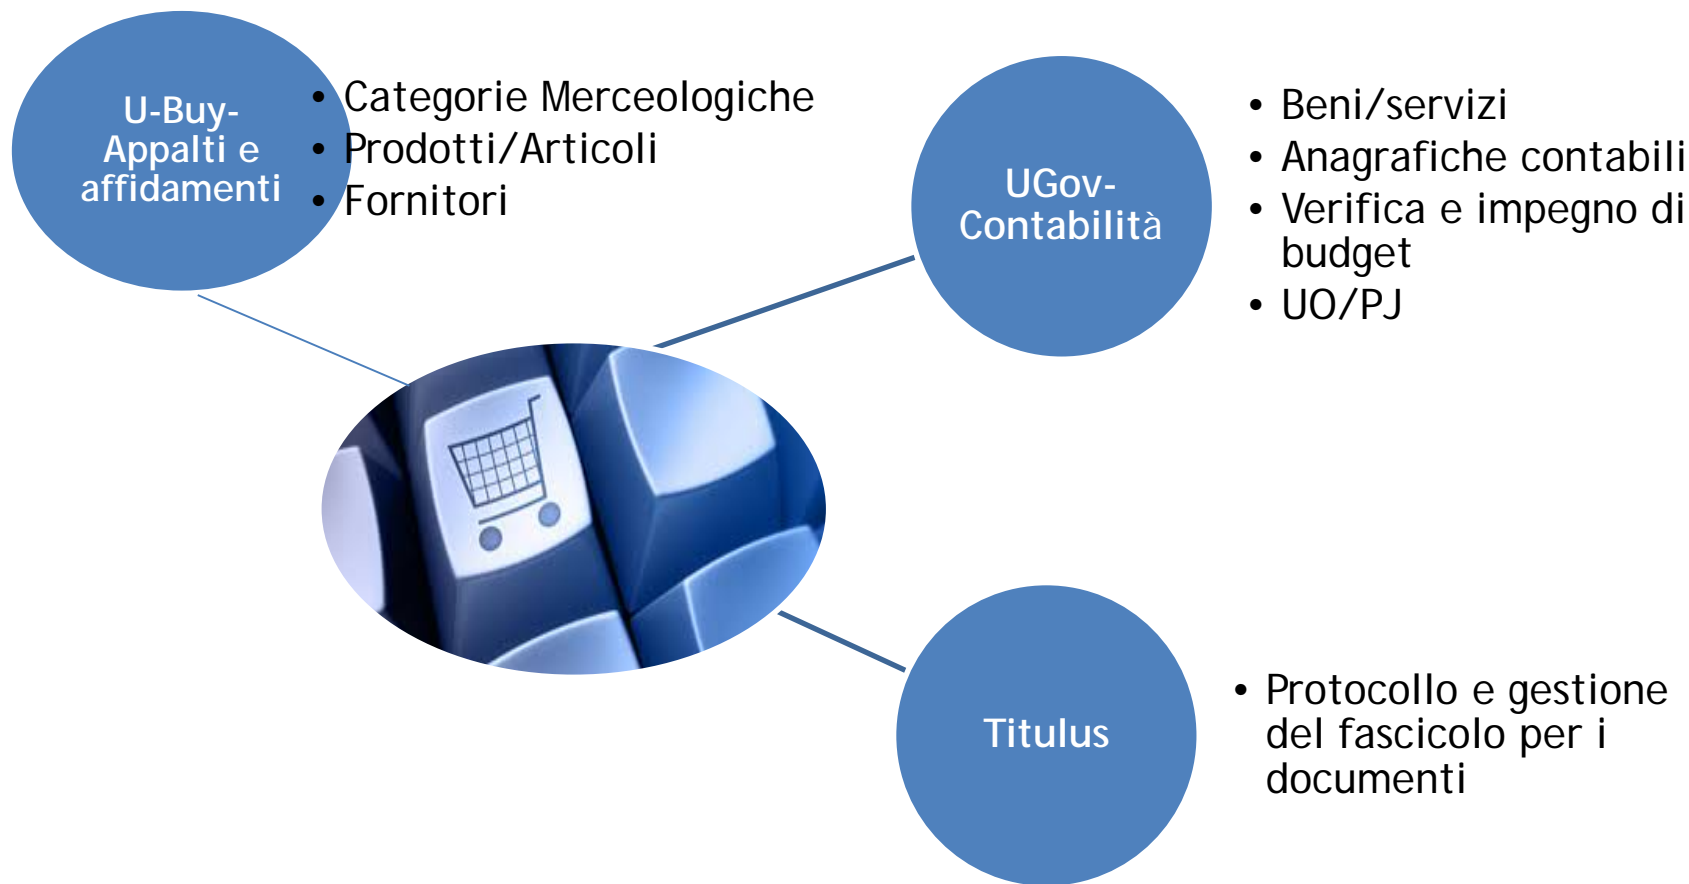 U-Buy-
Appalti e
affidamenti
• Categorie Merceologiche
• Prodotti/Articoli
• Fornitori
UGov-
Contabilità
• Beni/servizi
• Anagrafiche contabili
• Verifica e impegno di
budget
• UO/PJ
Titulus
• Protocollo e gestione
del fascicolo per i
documenti